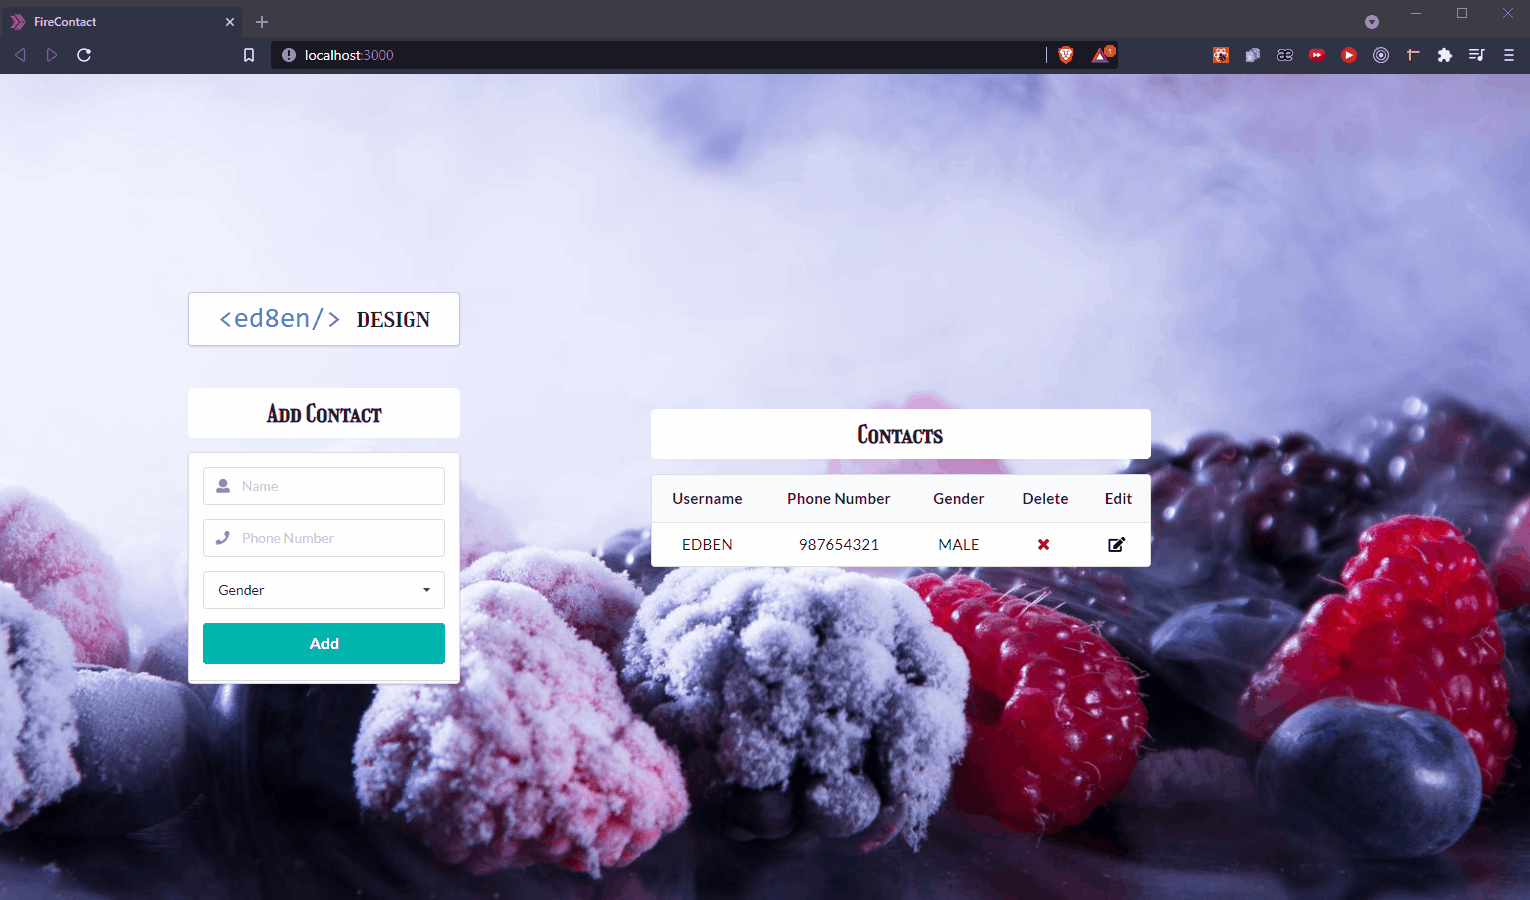 FireContact
localhost:3000
1
æ
<ed8en/> DESIGN
Add Contact
Name
Phone Number
Gender
Add
Contacts
Username Phone Number Gender Delete Edit
EDBEN 987654321 MALE